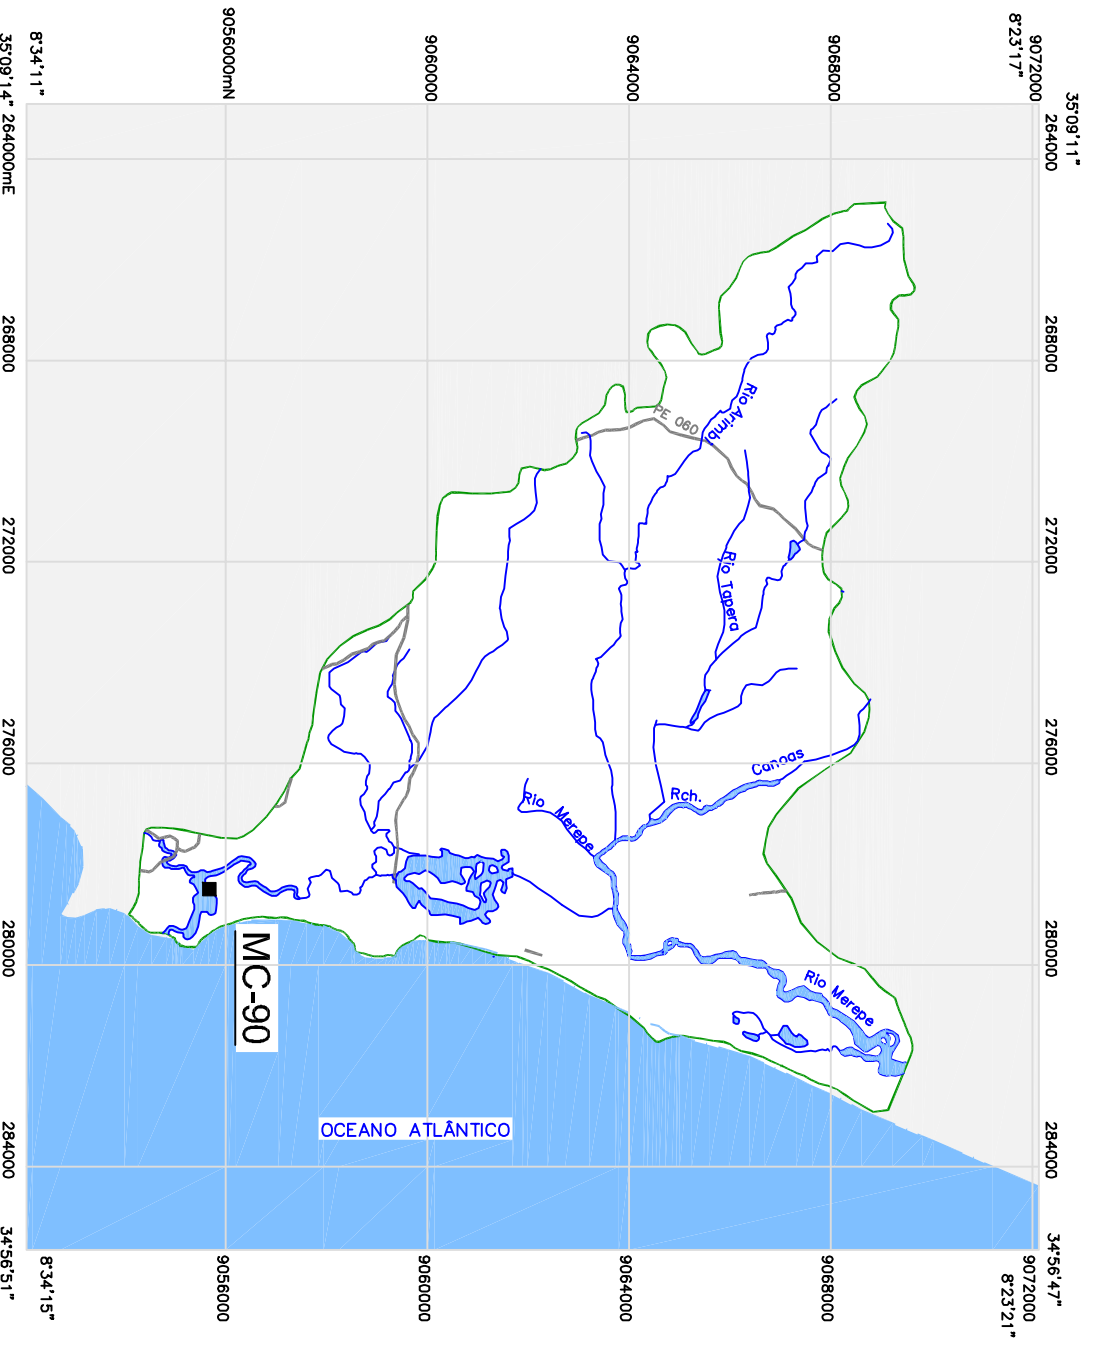 9056000mN
9060000
9064000
9068000
9072000
8°23'17"
8°34'11"
35°09'14"
35°09'11"
264000mE
264000
268000
268000
Rio Arimbi
PE 060
272000
272000
Rio Tapera
276000
276000
Canoas
Rch.
Rio Merepe
280000
280000
Rio Merepe
MC-90
OCEANO ATLÂNTICO
284000
284000
34°56'51"
34°56'47"
8°34'15"
9056000
9060000
9064000
9068000
9072000
8°23'21"